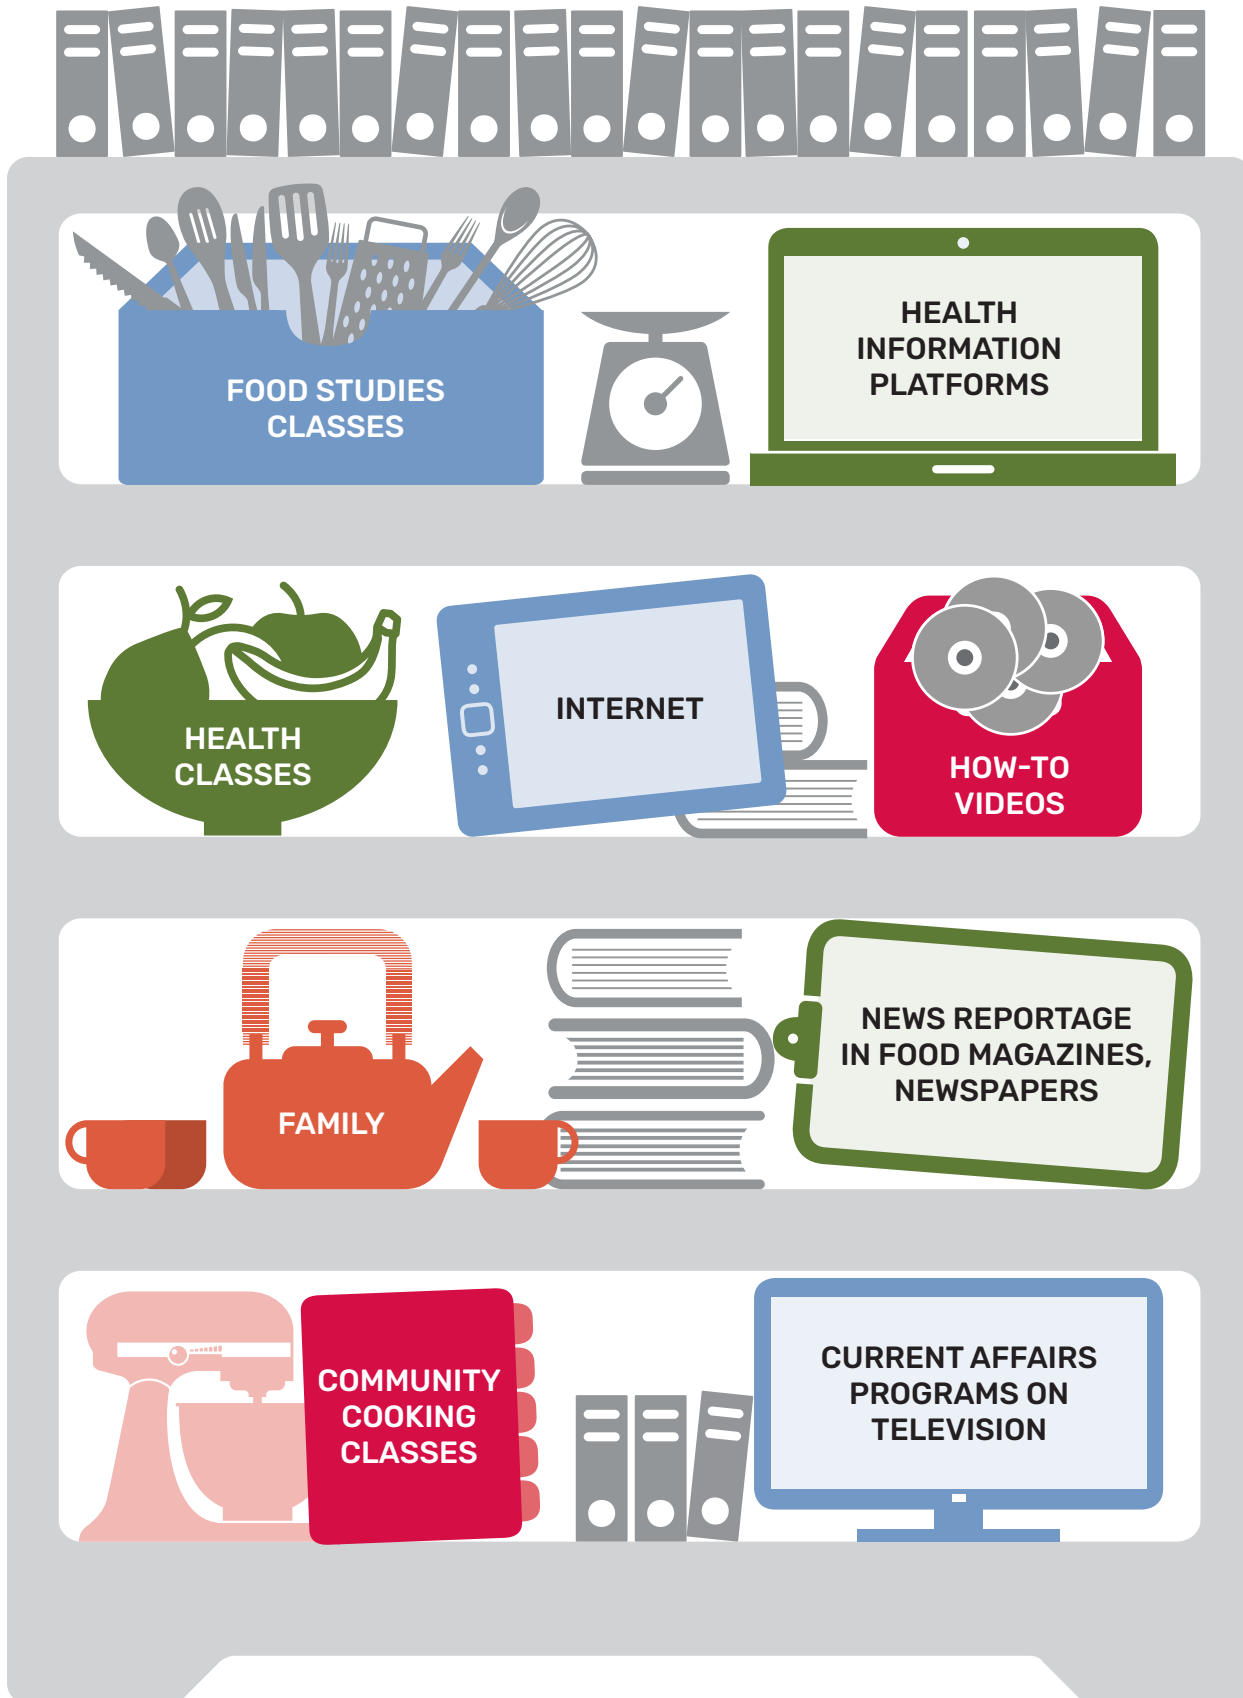 FOOD STUDIES
CLASSES
HEALTH
INFORMATION
PLATFORMS
HEALTH
CLASSES
INTERNET
HOW-TO
VIDEOS
FAMILY
NEWS REPORTAGE
IN FOOD MAGAZINES,
NEWSPAPERS
COMMUNITY
COOKING
CLASSES
CURRENT AFFAIRS
PROGRAMS ON
TELEVISION